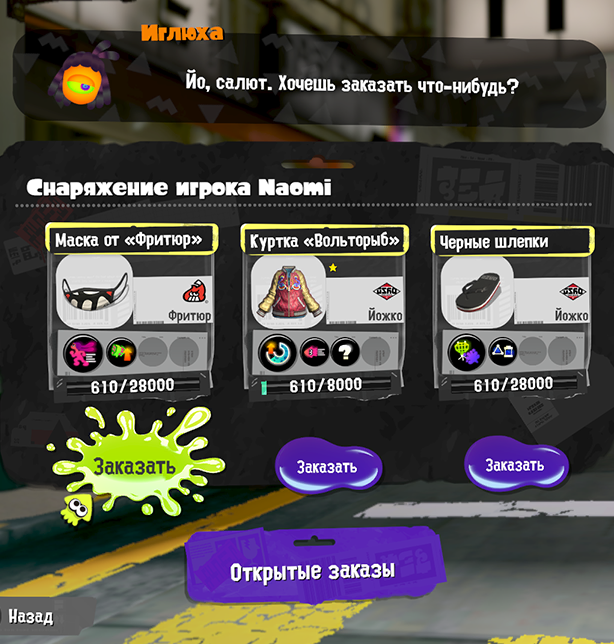 Иглюха
Йо, салют. Хочешь заказать что-нибудь?
Снаряжение игрока Naomi
Маска от «Фритюр»
Куртка «Вольторыб»
Черные шлепки
Фритюр
Йожко
Йожко
610/28000
610/8000
610/28000
Заказать
Заказать
Заказать
Открытые заказы
Назад